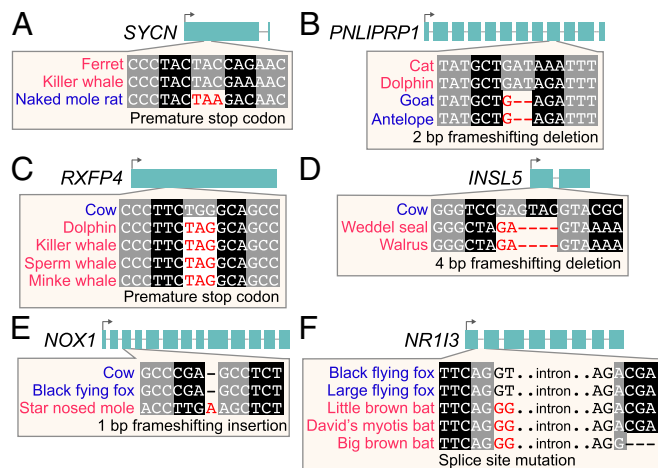 A
SYCN
Ferret CCCTACTACCAGAAC
Killer whale CCCTACTACGAGAAC
Naked mole rat CCCTACTAAGAGAAC
Premature stop codon
B
PNLIPRP1
Cat TATGCTGATAAATTT
Dolphin TATGCTGATAGATTT
Goat TATGCTG--AGATTT
Antelope TATGCTG--AGATTT
2 bp frameshifting deletion
C
RXFP4
Cow CCCTTCTGGGCAGCC
Dolphin CCCTTCTAGGCAGCC
Killer whale CCCTTCTAGGCAGCC
Sperm whale CCCTTCTAGGCAGCC
Minke whale CCCTTCTAGGCAGCC
Premature stop codon
D
INSL5
Cow GGGTCCGAGTACGTACGC
Weddel seal GGGCTAGA----GTAAAA
Walrus GGGCTAGA----GTAAAA
4 bp frameshifting deletion
E
NOX1
Cow GCCCGA-GCCTCT
Black fying fox GCCCGA-GCCTCT
Star nosed mole ACCTTGAAGCTCT
1 bp frameshifting insertion
F
NR1I3
Black flying fox TTCAGGT..intron..AGACGA
Large flying fox TTCAGGT..intron..AGACGA
Little brown bat TTCAGGG..intron..AGACGA
David's myotis bat TTCAGGG..intron..AGACGA
Big brown bat TTCAGGG..intron..AGG---
Splice site mutation